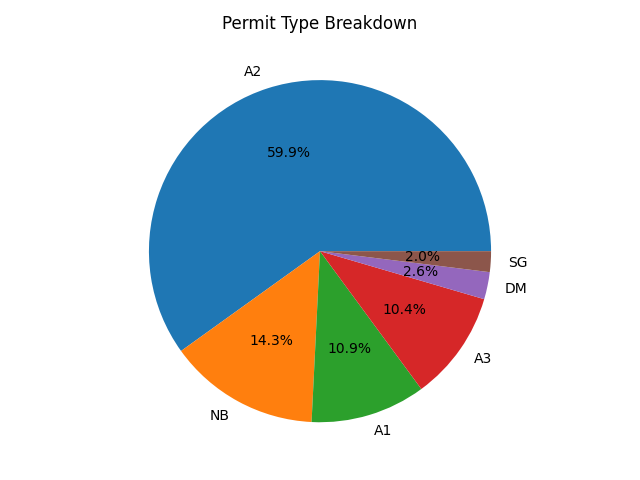 Permit Type Breakdown
A2
59.9%
2.0%
SG
2.6%
DM
10.4%
14.3%
10.9%
A3
NB
A1